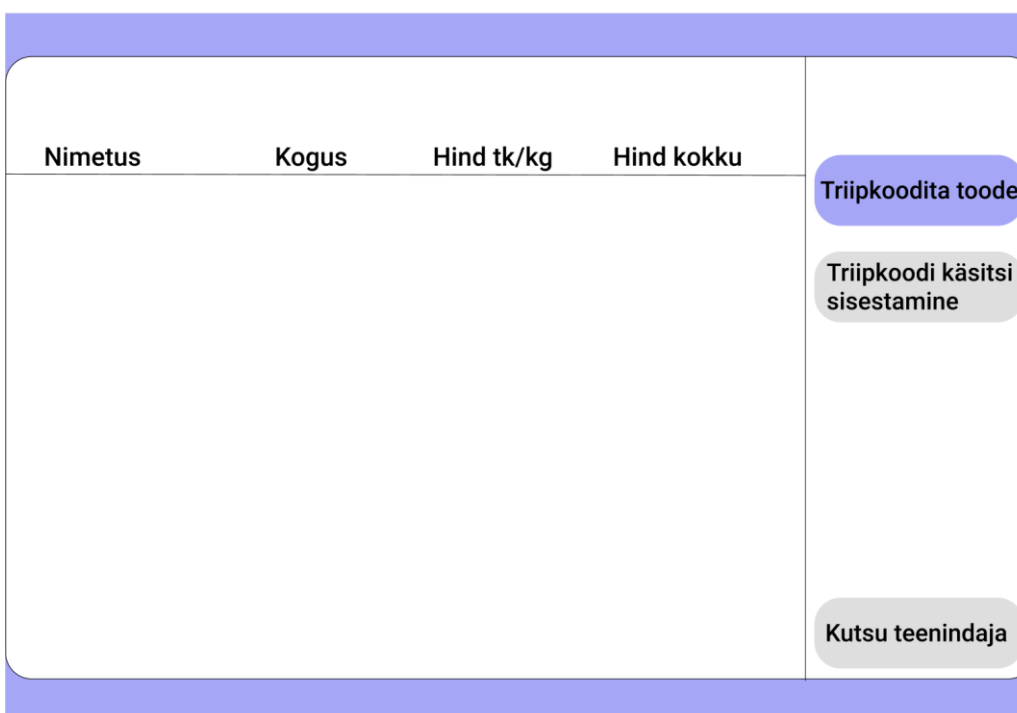 Nimetus Kogus Hind tk/kg Hind kokku
Triipkoodita toode
Triipkoodi käsitsi
sisestamine
Kutsu teenindaja